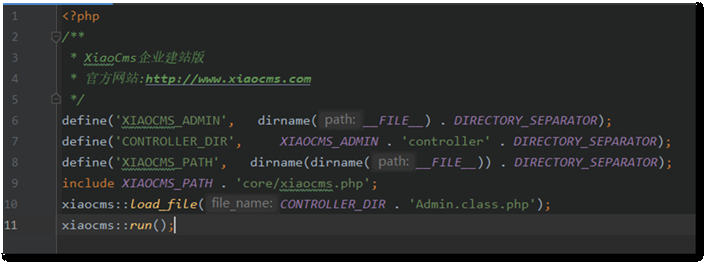 1 <?php
2 /**
3 * XiaoCms企业建站版
4 * 官方网站:http://www.xiaocms.com
5 */
6 define('XIAOCMS_ADMIN', dirname( path: __FILE__) . DIRECTORY_SEPARATOR);
7 define('CONTROLLER_DIR', XIAOCMS_ADMIN . 'controller' . DIRECTORY_SEPARATOR);
8 define('XIAOCMS_PATH', dirname(dirname( path: __FILE__)) . DIRECTORY_SEPARATOR);
9 include XIAOCMS_PATH . 'core/xiaocms.php';
10 xiaocms::load_file( file_name: CONTROLLER_DIR . 'Admin.class.php');
11 xiaocms::run();